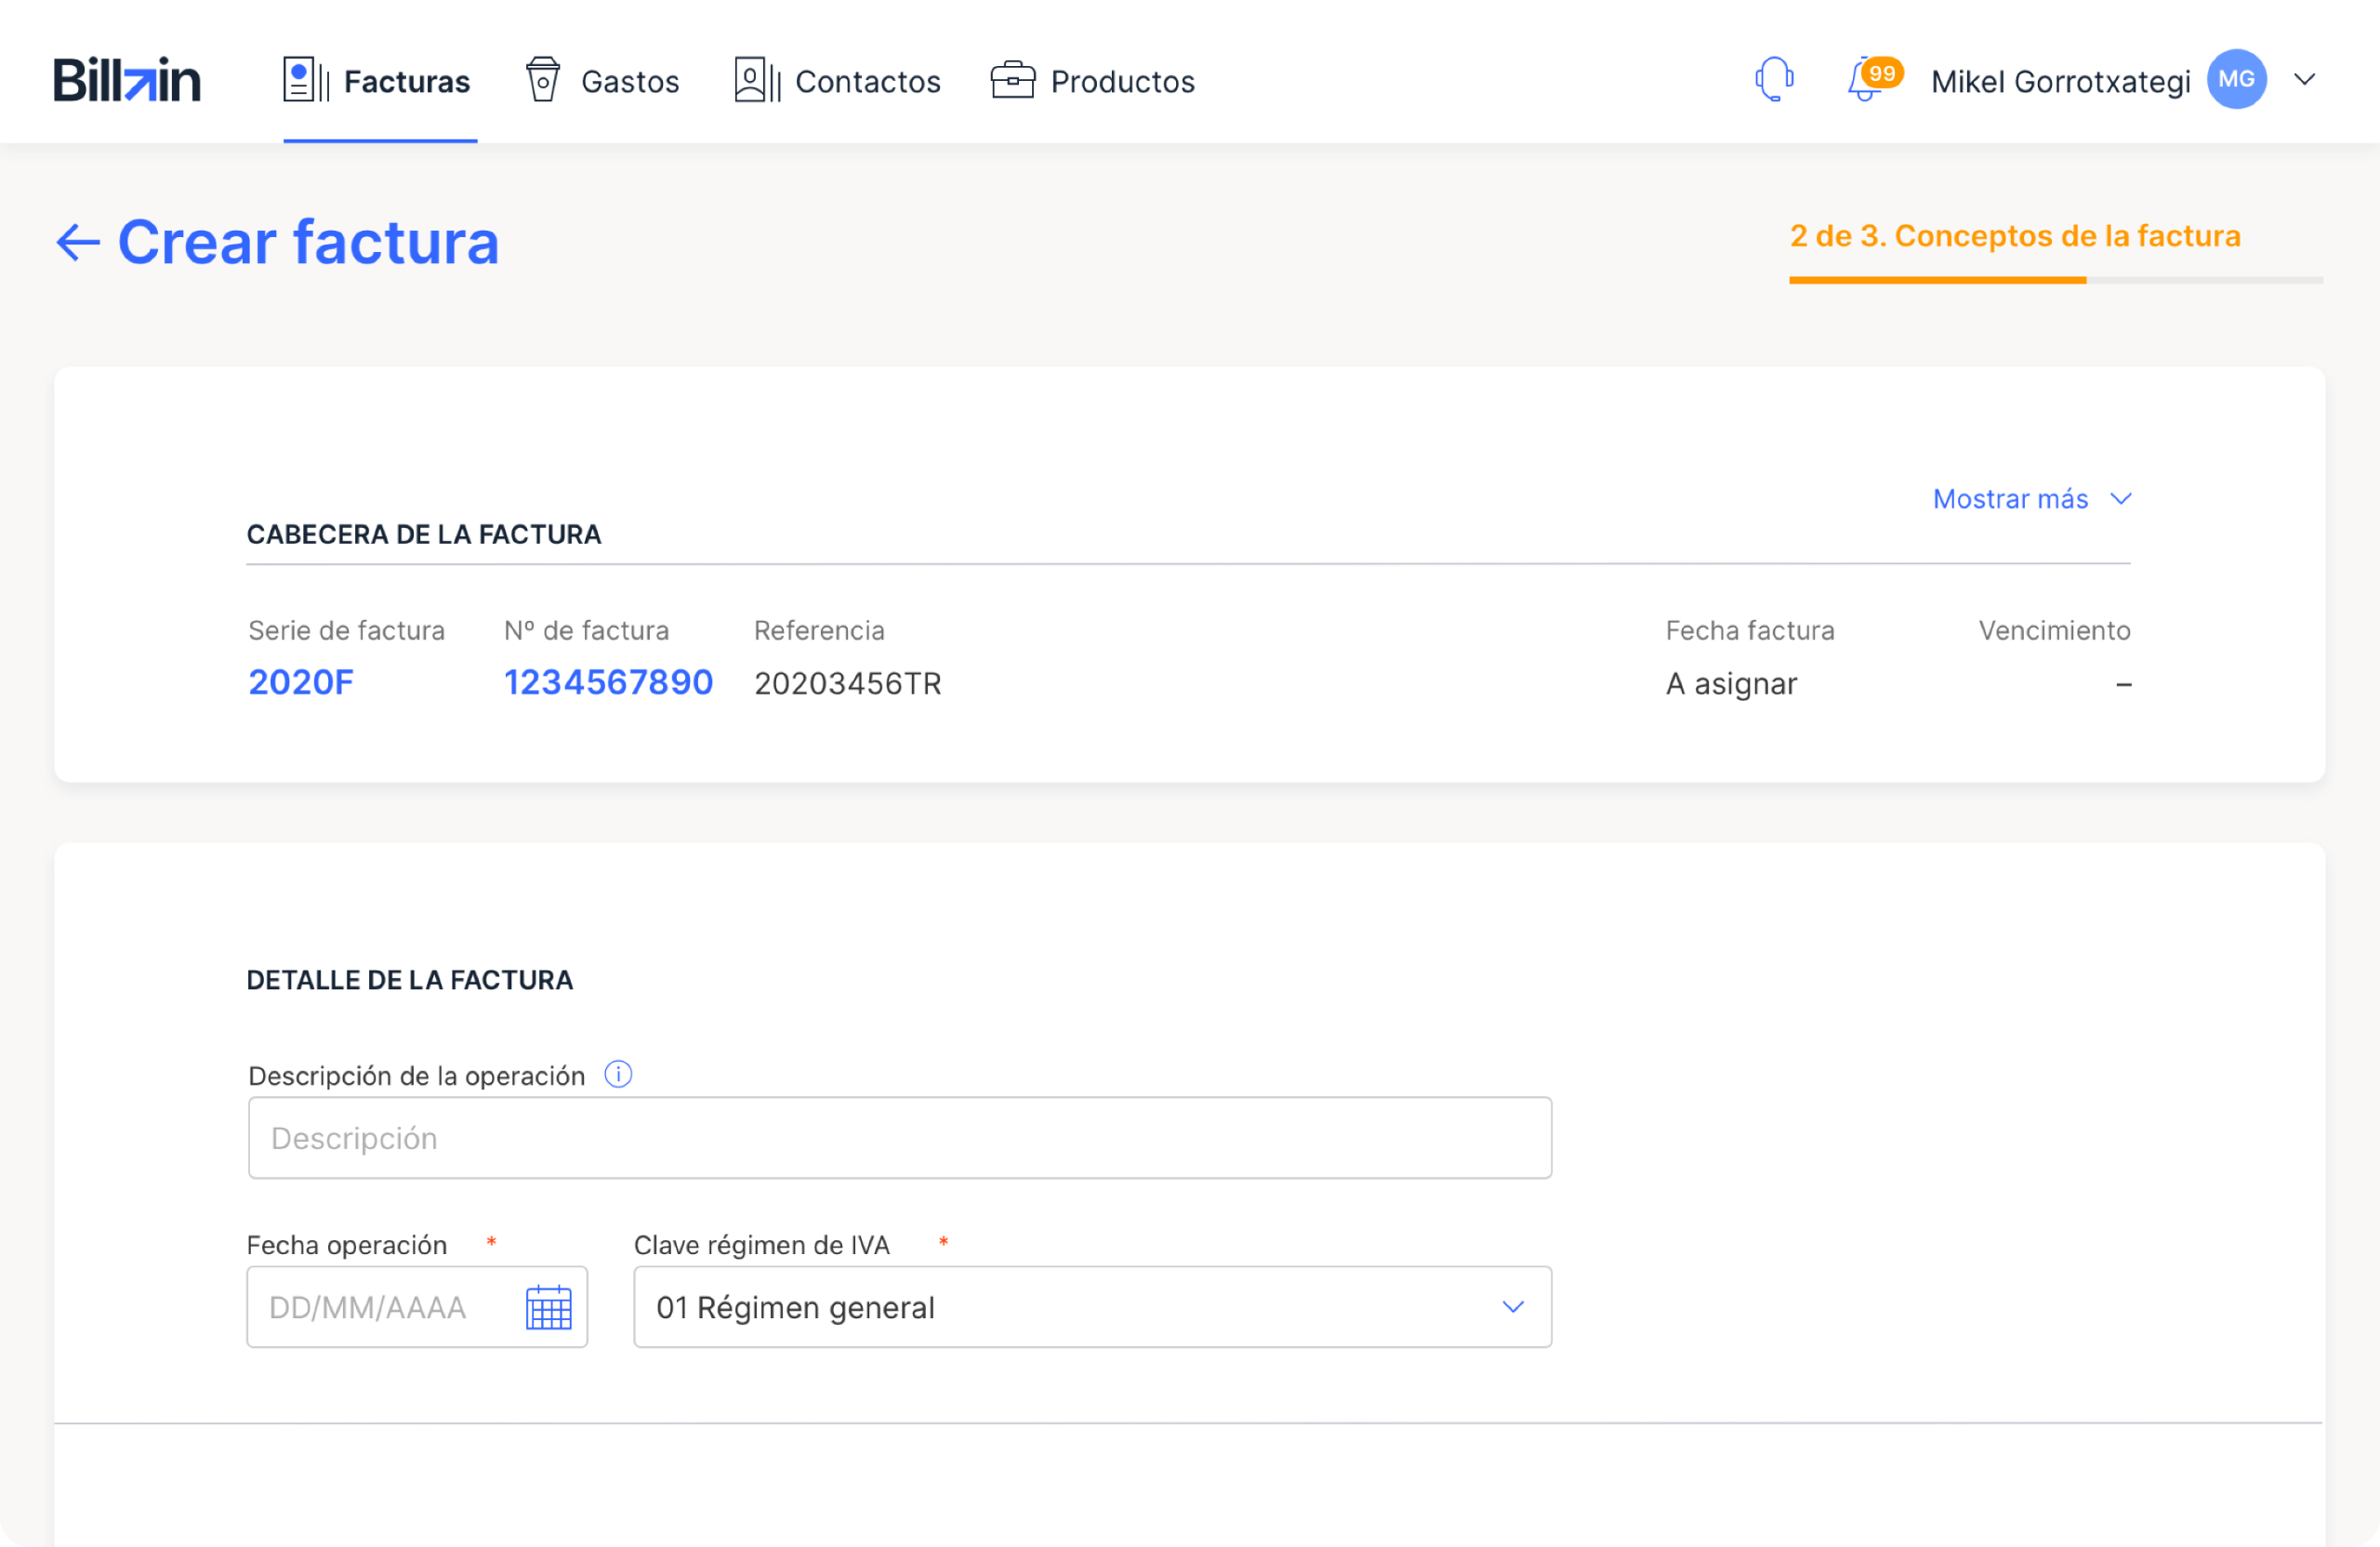 Billin
Facturas Gastos Contactos Productos 99 Mikel Gorrotxategi MG
Crear factura
2 de 3. Conceptos de la factura
Mostrar más
CABECERA DE LA FACTURA
Serie de factura Nº de factura Referencia Fecha factura Vencimiento
2020F 1234567890 20203456TR A asignar –
DETALLE DE LA FACTURA
Descripción de la operación i
Descripción
Fecha operación * Clave régimen de IVA *
DD/MM/AAAA 01 Régimen general